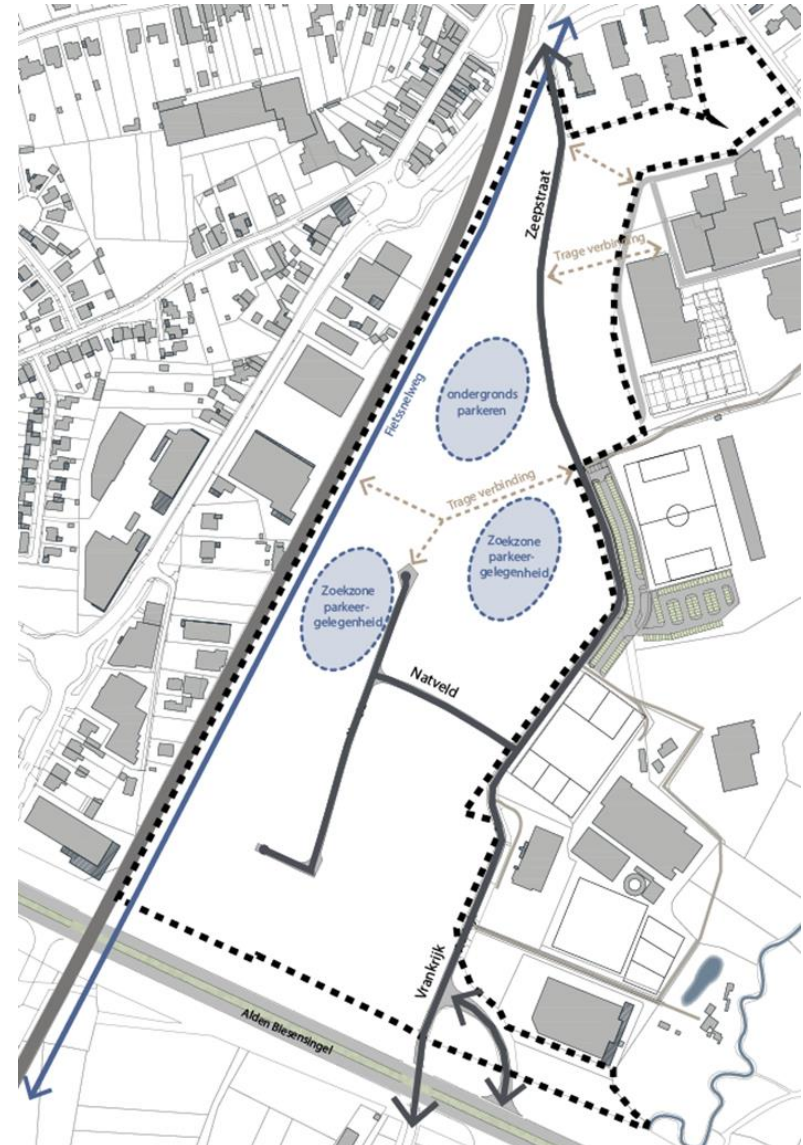 Zeepstraat
Trage verbinding
Fietssnelweg
ondergronds
parkeren
Trage verbinding
Zoekzone
parkeer-
gelegenheid
Zoekzone
parkeer-
gelegenheid
Natveld
Vrankrijk
Alden Biesensingel